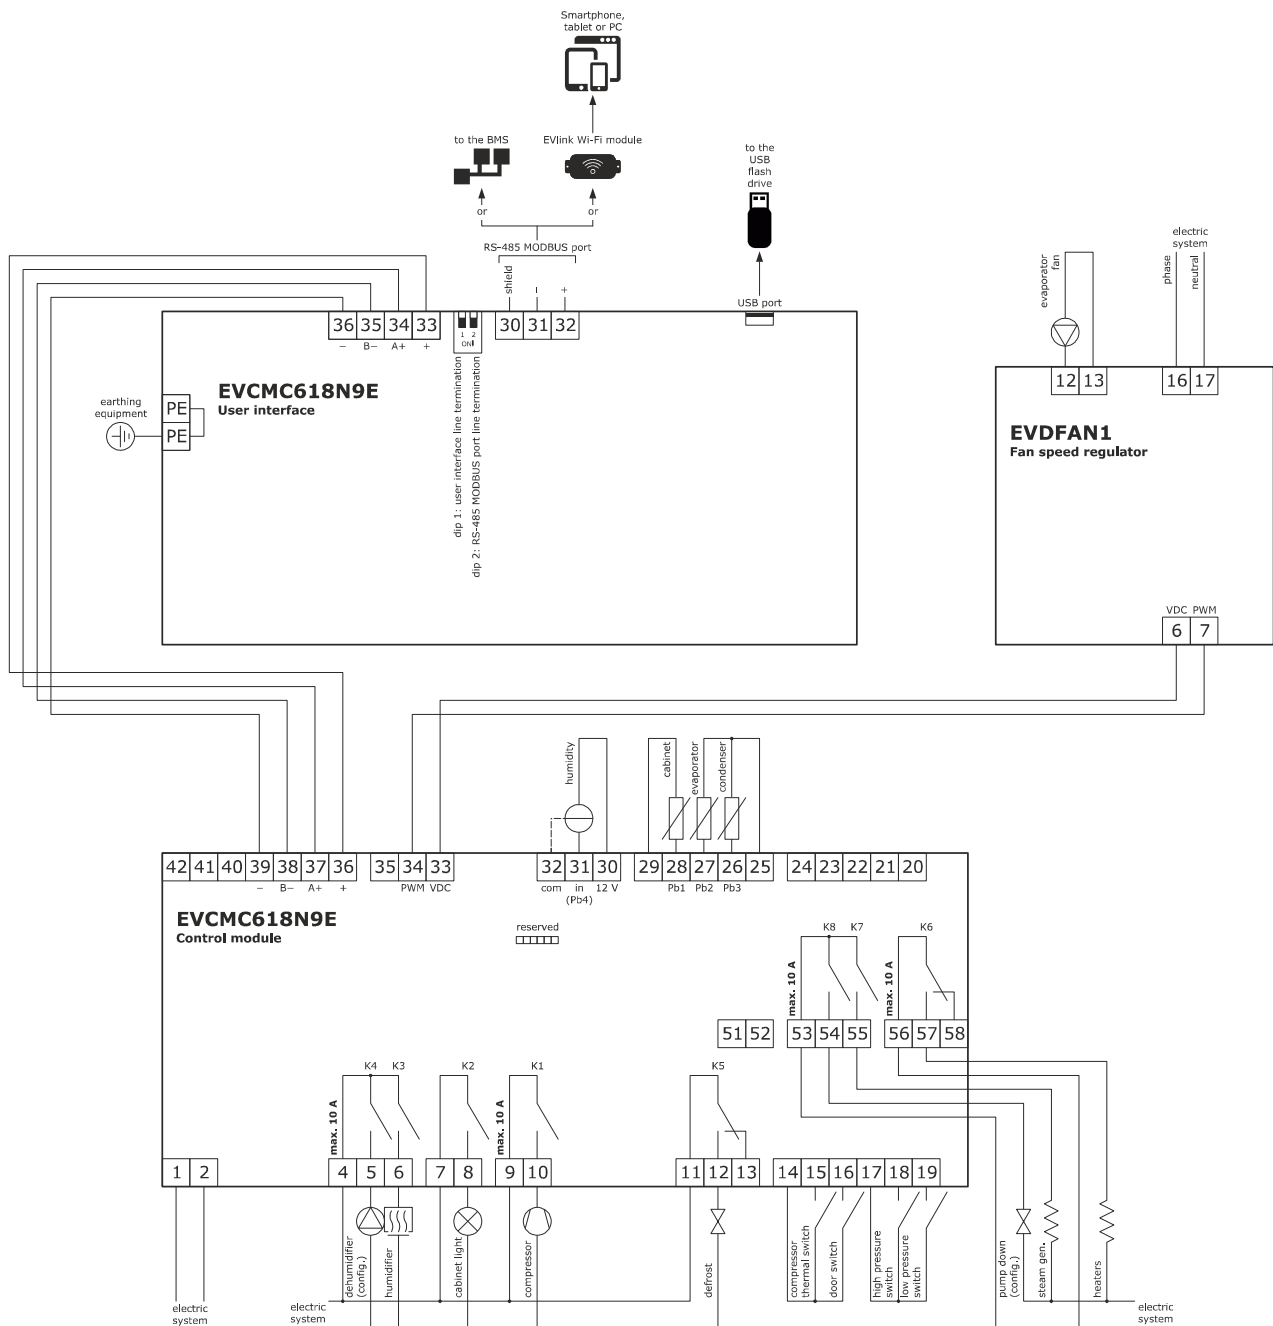 Smartphone,
tablet or PC
to the BMS
EVlink Wi-Fi module
to the
USB
flash
drive
or
or
RS-485 MODBUS port
shield
–
+
USB port
electric
system
evaporator
fan
phase
neutral
36 35 34 33
– B– A+ +
1 2
ON
30 31 32
12 13
16 17
EVCMC618N9E
User interface
earthing
equipment
PE
PE
dip 1: user interface line termination
dip 2: RS-485 MODBUS port line termination
EVDFAN1
Fan speed regulator
VDC PWM
6 7
humidity
cabinet
evaporator
condenser
42 41 40 39 38 37 36
– B– A+ +
35 34 33
PWM VDC
32 31 30
com in 12 V
(Pb4)
29 28 27 26 25
Pb1 Pb2 Pb3
24 23 22 21 20
EVCMC618N9E
Control module
reserved
K8 K7
K6
max. 10 A
max. 10 A
51 52
53 54 55
56 57 58
K4 K3
K2
K1
K5
max. 10 A
max. 10 A
1 2
4 5 6
7 8
9 10
11 12 13
14 15 16 17 18 19
dehumidifier
(config.)
humidifier
cabinet light
compressor
defrost
compressor
thermal switch
door switch
high pressure
switch
low pressure
switch
pump down
(config.)
steam gen.
heaters
electric
system
electric
system
electric
system